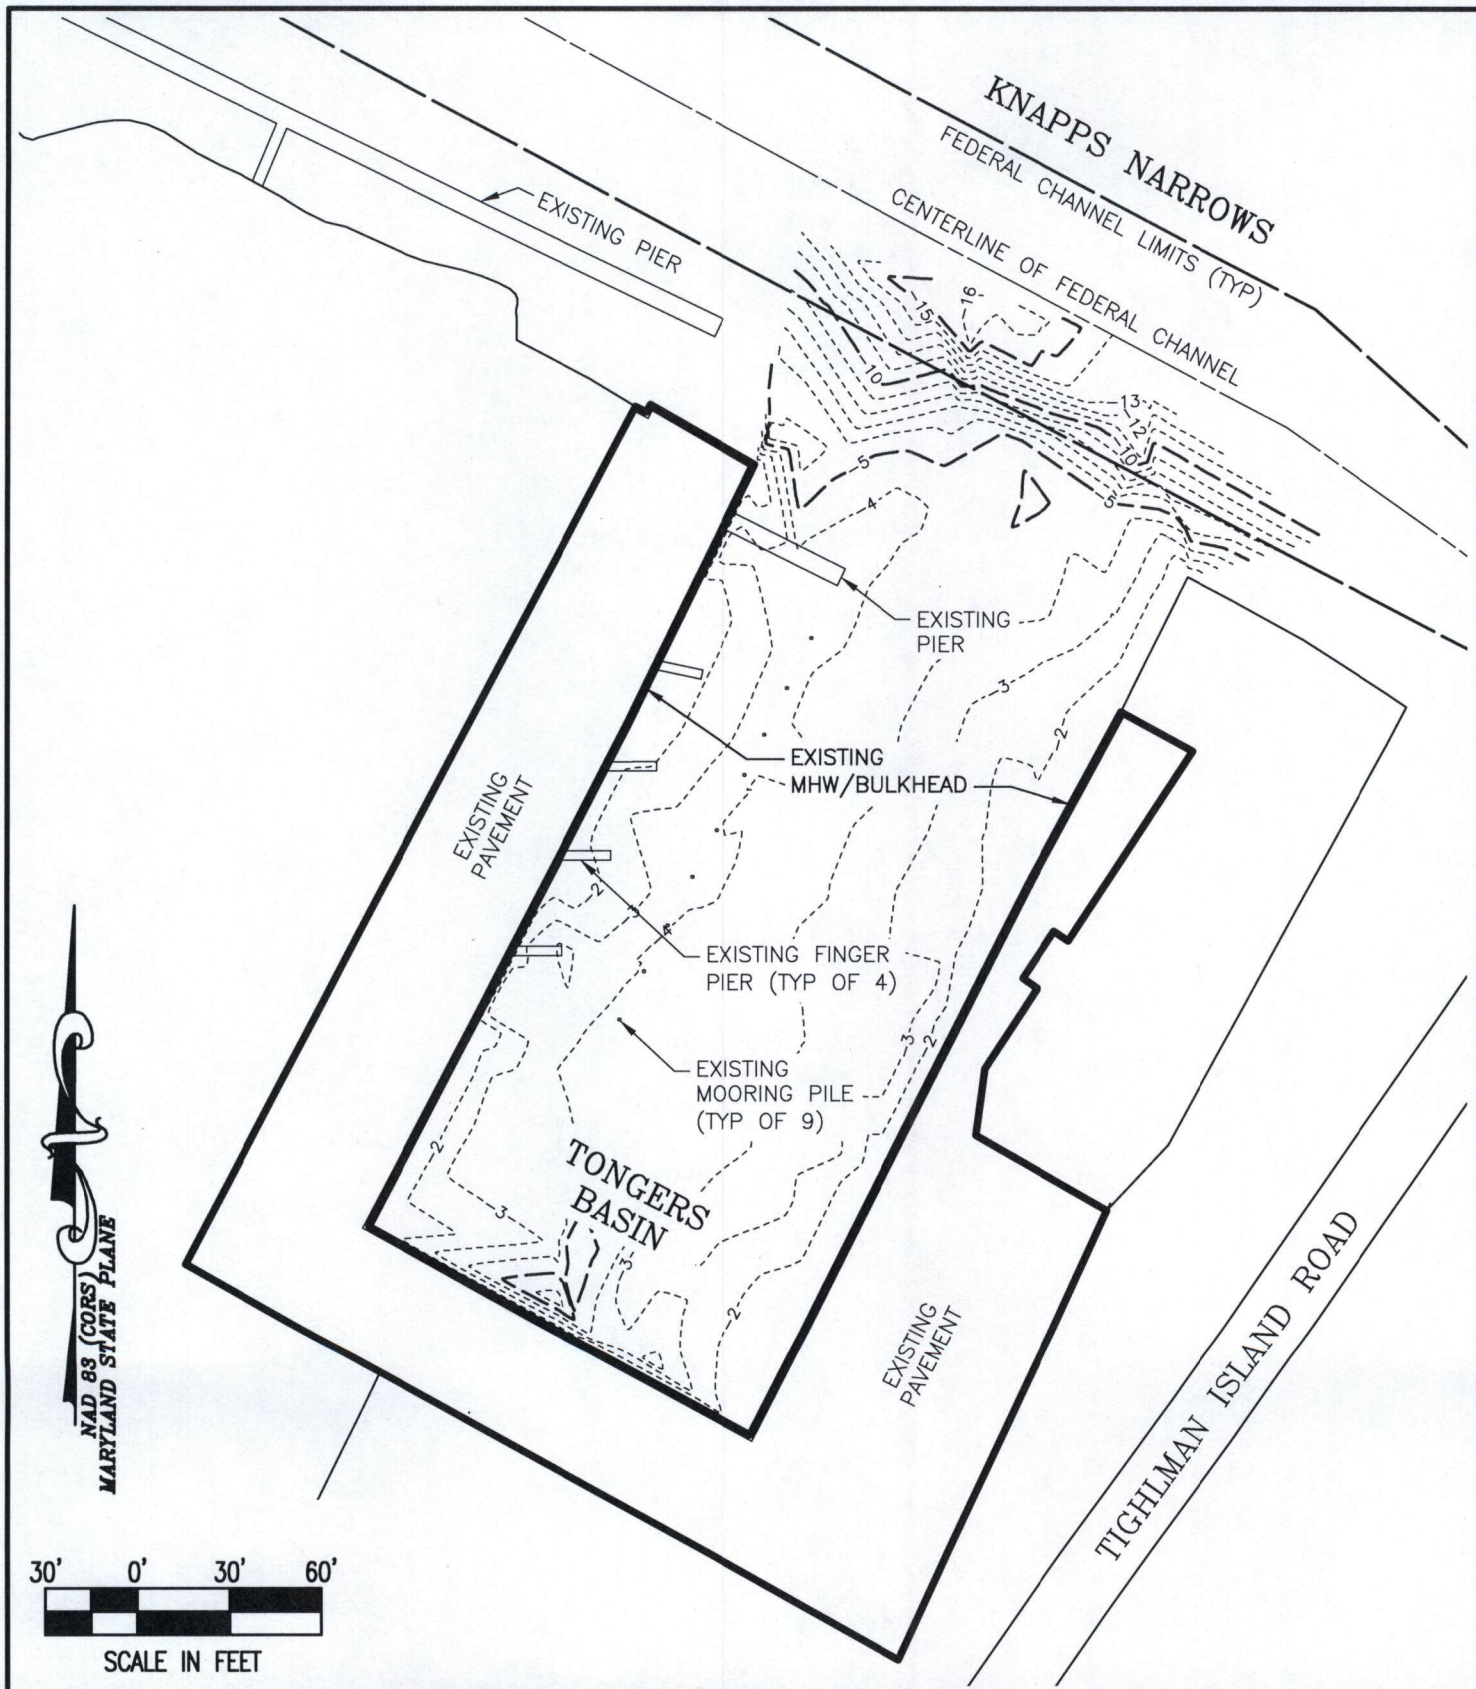 KNAPPS NARROWS
FEDERAL CHANNEL LIMITS (TYP)
CENTERLINE OF FEDERAL CHANNEL
EXISTING PIER
16
15
10
13
12
10
5
5
4
EXISTING
PIER
3
2
EXISTING
MHW/BULKHEAD
EXISTING
PAVEMENT
2
3
4
EXISTING FINGER
PIER (TYP OF 4)
3
2
EXISTING
MOORING PILE
(TYP OF 9)
2
TONGERS
BASIN
3
3
2
EXISTING
PAVEMENT
TIGHLMAN ISLAND ROAD
NAD 83 (CORS)
MARYLAND STATE PLANE
30' 0' 30' 60'
SCALE IN FEET